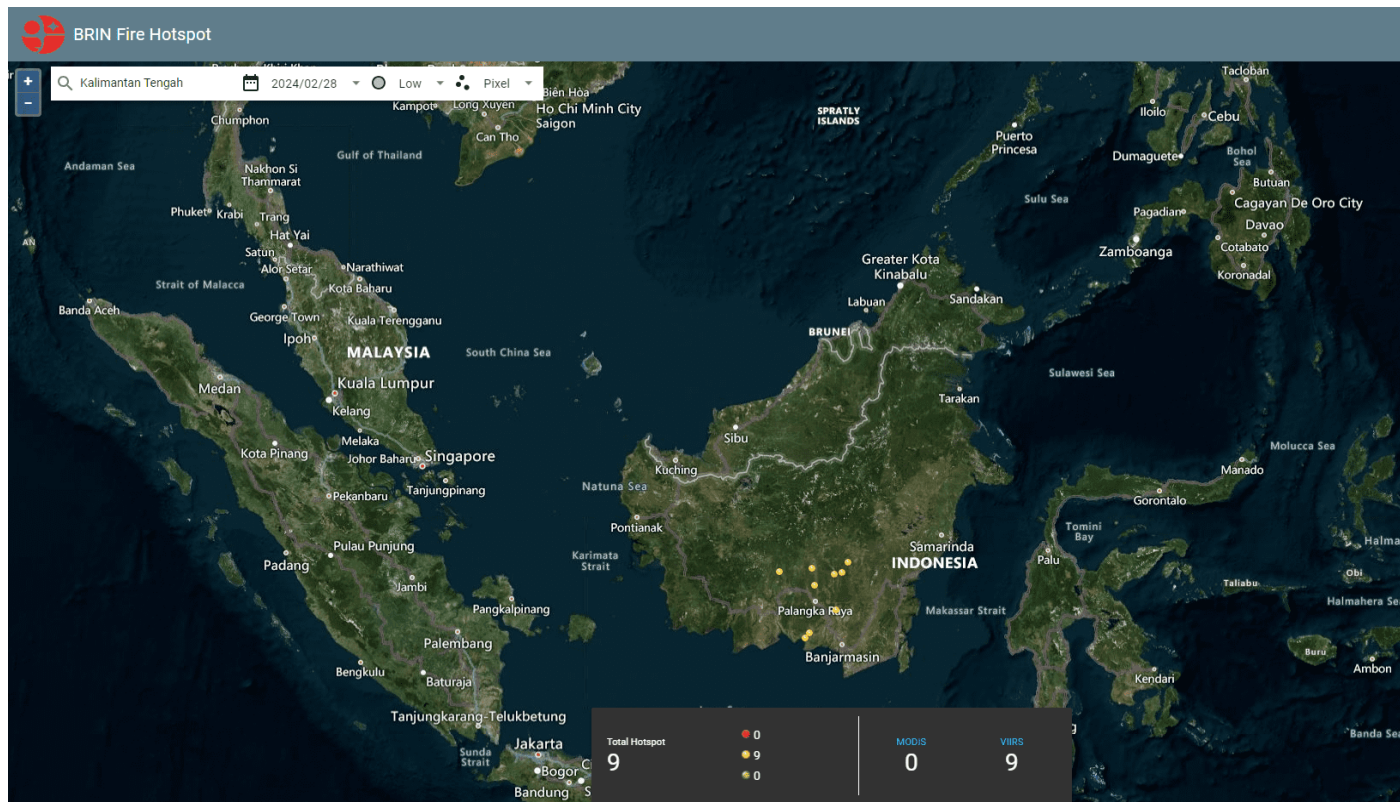 BRIN Fire Hotspot
+
−
Kalimantan Tengah
2024/02/28
Low
Pixel
Biên Hòa
Kampot
Long Xuyen
Ho Chi Minh City
Saigon
Can Tho
Chumphon
Andaman Sea
Gulf of Thailand
Nakhon Si
Thammarat
Phuket
Krabi
Trang
Hat Yai
Satun
Alor Setar
Narathiwat
Kota Baharu
Strait of Malacca
Banda Aceh
George Town
Kuala Terengganu
Ipoh
MALAYSIA
South China Sea
Medan
Kuala Lumpur
Kelang
Melaka
Kota Pinang
Johor Baharu
Singapore
Tanjungpinang
Pekanbaru
Pulau Punjung
Padang
Jambi
Pangkalpinang
Palembang
Bengkulu
Baturaja
Tanjungkarang-Telukbetung
Sunda
Strait
Jakarta
Bogor
Bandung
SPRATLY
ISLANDS
Puerto
Princesa
Tacloban
Iloilo
Cebu
Dumaguete
Bohol
Sea
Butuan
Sulu Sea
Cagayan De Oro City
Pagadian
Davao
Zamboanga
Cotabato
Koronadal
Greater Kota
Kinabalu
Labuan
Sandakan
BRUNEI
Sulawesi Sea
Tarakan
Sibu
Kuching
Natuna Sea
Pontianak
Karimata
Strait
Samarinda
INDONESIA
Palangka Raya
Makassar Strait
Banjarmasin
Molucca Sea
Manado
Gorontalo
Tomini
Bay
Palu
Halma
Obi
Taliabu
Halmahera Se
Buru
Ambon
Kendari
Banda Sea
Total Hotspot
9
0
9
0
MODIS
0
VIIRS
9